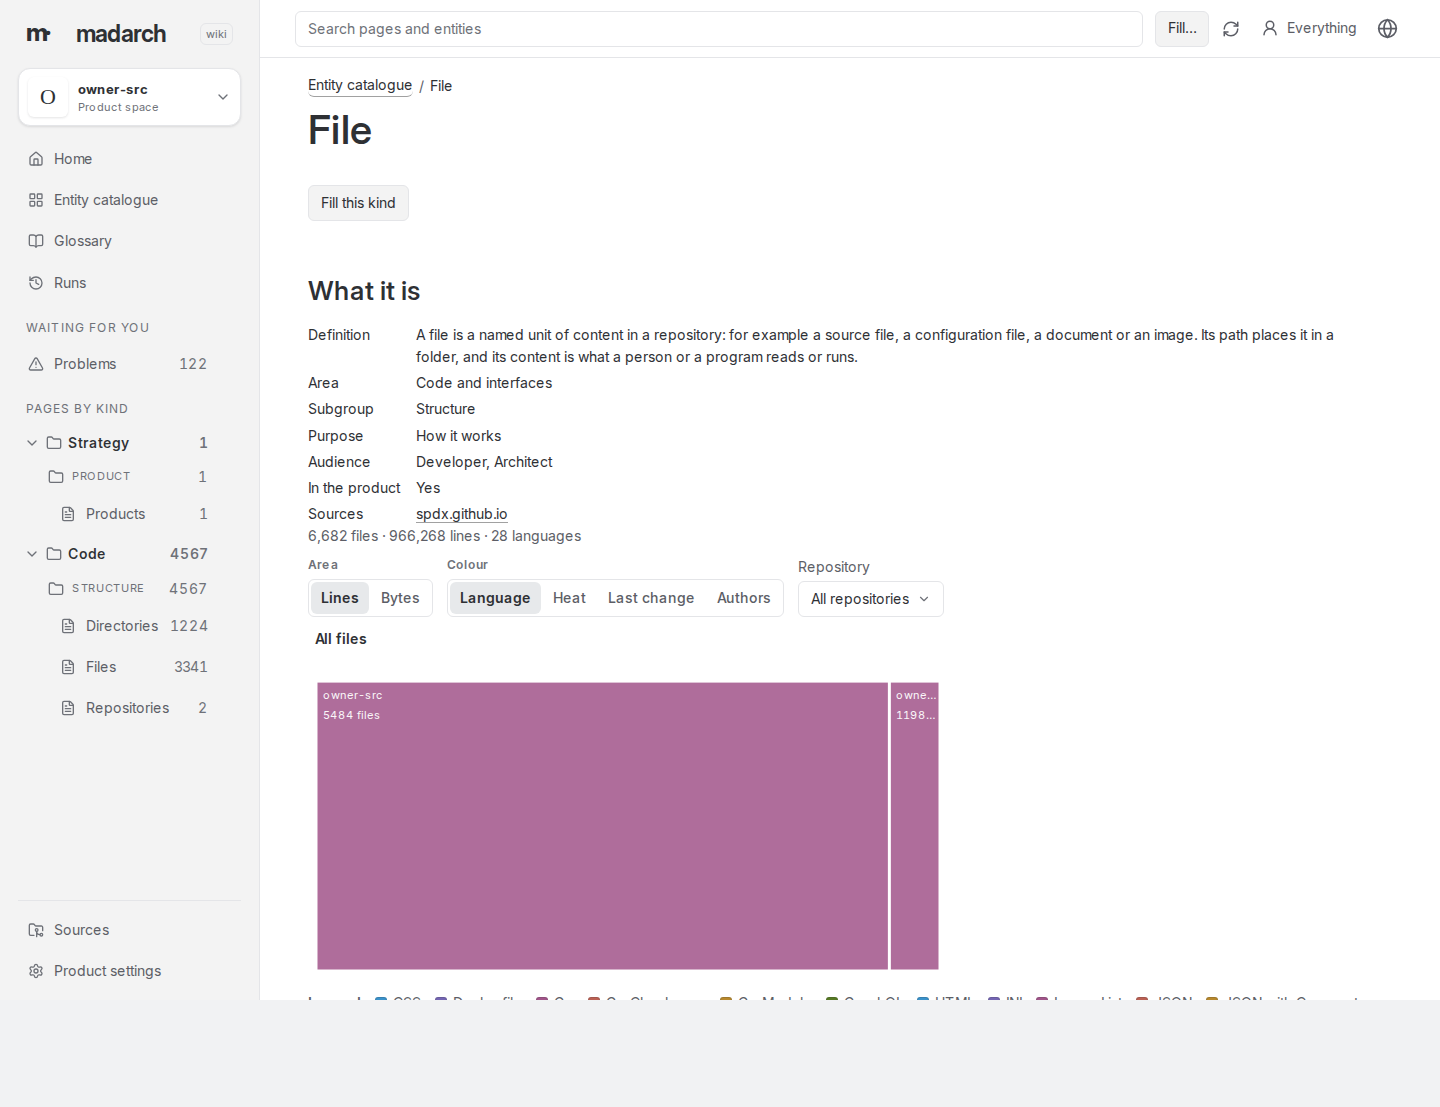 madarch
wiki
O
owner-src
Product space
Home
Entity catalogue
Glossary
Runs
WAITING FOR YOU
Problems 122
PAGES BY KIND
Strategy 1
PRODUCT 1
Products 1
Code 4567
STRUCTURE 4567
Directories 1224
Files 3341
Repositories 2
Sources
Product settings
Search pages and entities
Fill...
Everything
Entity catalogue / File
File
Fill this kind
What it is
Definition A file is a named unit of content in a repository: for example a source file, a configuration file, a document or an image. Its path places it in a
folder, and its content is what a person or a program reads or runs.
Area Code and interfaces
Subgroup Structure
Purpose How it works
Audience Developer, Architect
In the product Yes
Sources spdx.github.io
6,682 files · 966,268 lines · 28 languages
Area Colour Repository
Lines Bytes Language Heat Last change Authors All repositories
All files
owner-src owne...
5484 files 1198...